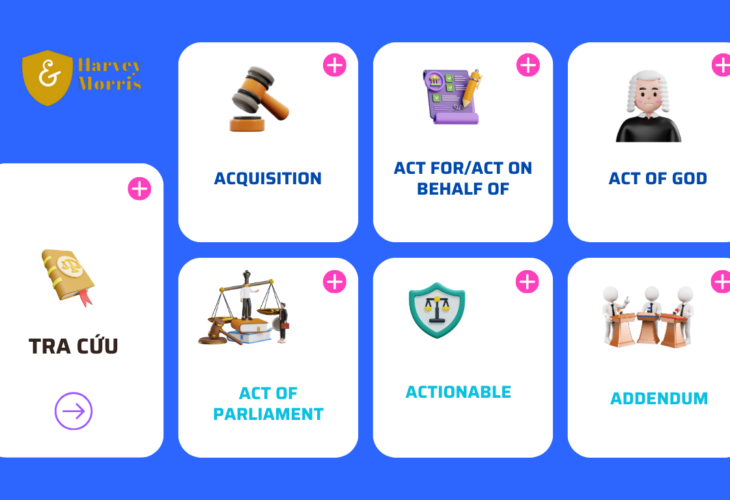 &
Harvey
Morris
ACQUISITION
ACT FOR/ACT ON
BEHALF OF
ACT OF GOD
TRA CỨU
ACT OF
PARLIAMENT
ACTIONABLE
ADDENDUM